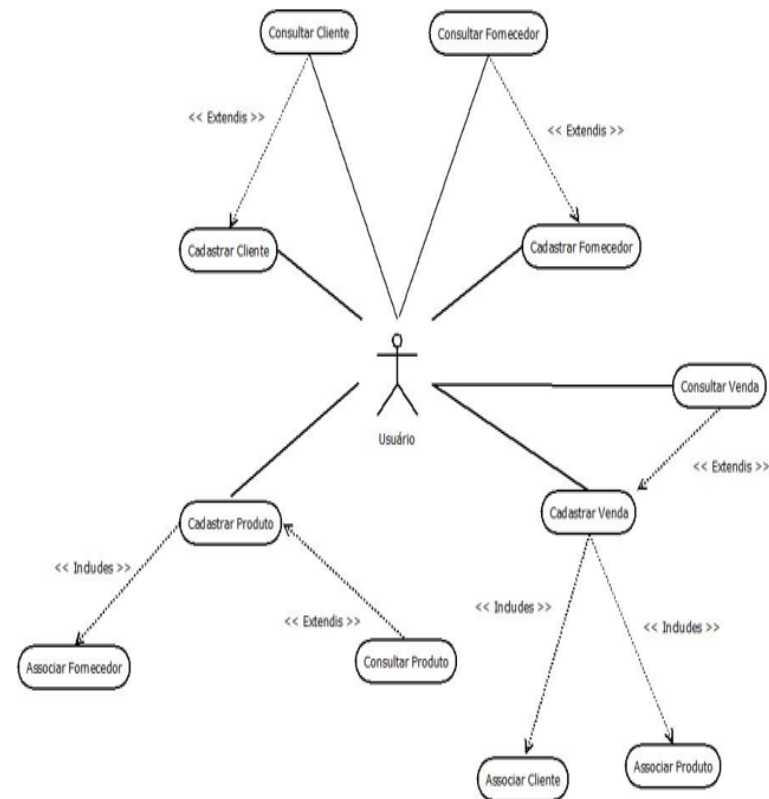 Consultar Cliente
Consultar Fornecedor
<< Extendis >>
<< Extendis >>
Cadastrar Cliente
Cadastrar Fornecedor
Consultar Venda
Usuário
<< Extendis >>
Cadastrar Produto
Cadastrar Venda
<< Includes >>
<< Includes >>
<< Extendis >>
<< Includes >>
Associar Fornecedor
Consultar Produto
Associar Cliente
Associar Produto